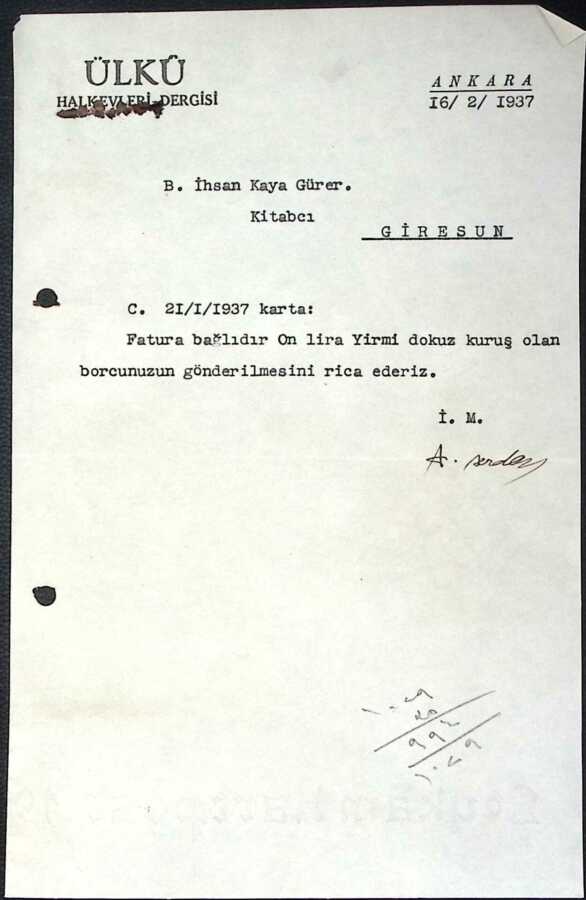 ÜLKÜ
HALKEVLERİ DERGİSİ
ANKARA
16/ 2/ 1937
B. İhsan Kaya Gürer.
Kitabcı
GİRESUN
C. 2I/I/I937 karta:
Fatura bağlıdır On lira Yirmi dokuz kuruş olan
borcunuzun gönderilmesini rica ederiz.
İ. M.